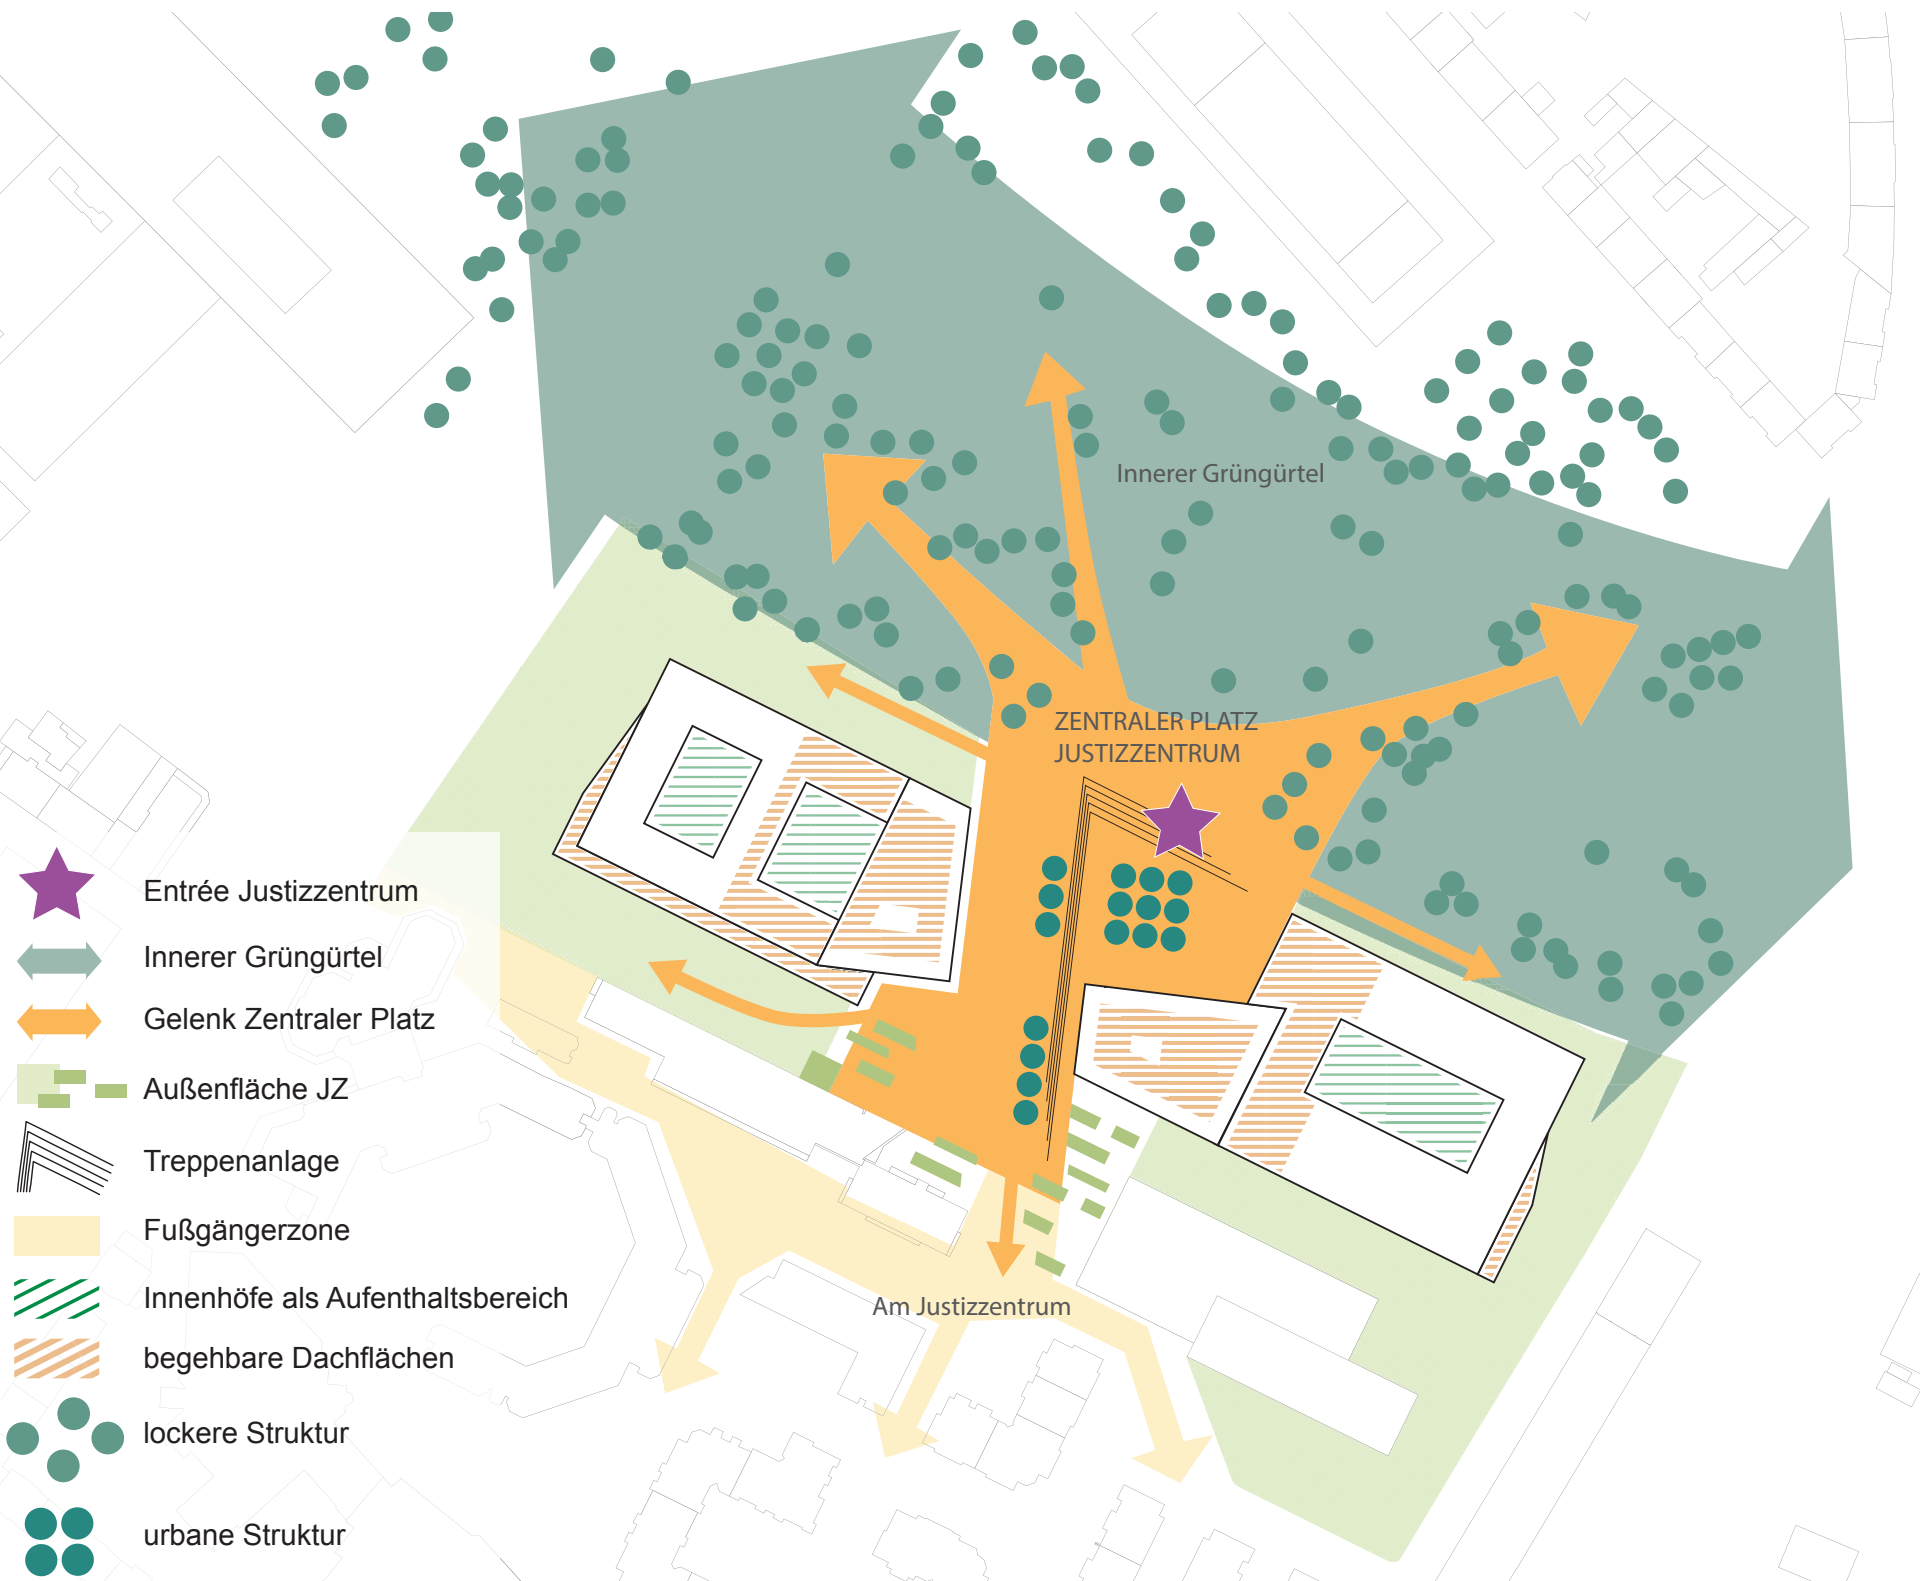 Innerer Grüngürtel
ZENTRALER PLATZ
JUSTIZZENTRUM
Am Justizzentrum
Entrée Justizzentrum
Innerer Grüngürtel
Gelenk Zentraler Platz
Außenfläche JZ
Treppenanlage
Fußgängerzone
Innenhöfe als Aufenthaltsbereich
begehbare Dachflächen
lockere Struktur
urbane Struktur